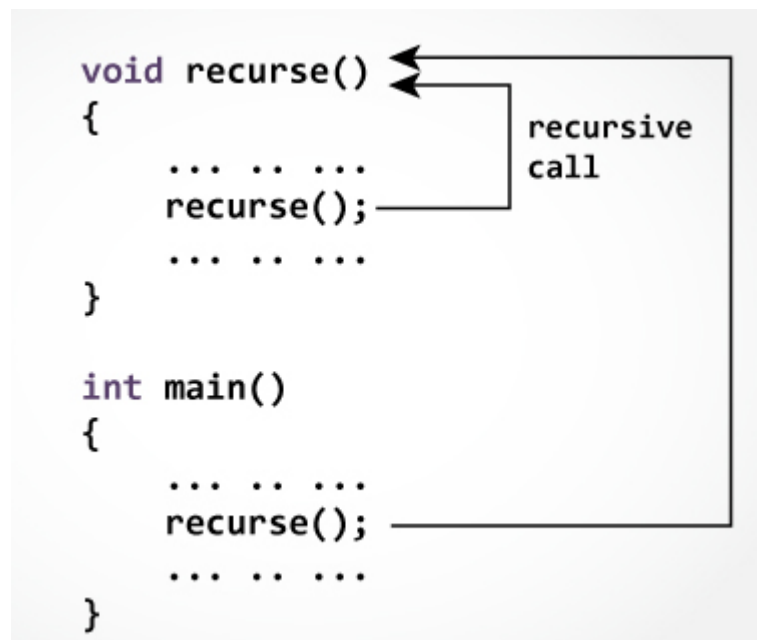 void recurse()
{
... .. ...
recurse();
... .. ...
}
recursive
call
int main()
{
... .. ...
recurse();
... .. ...
}